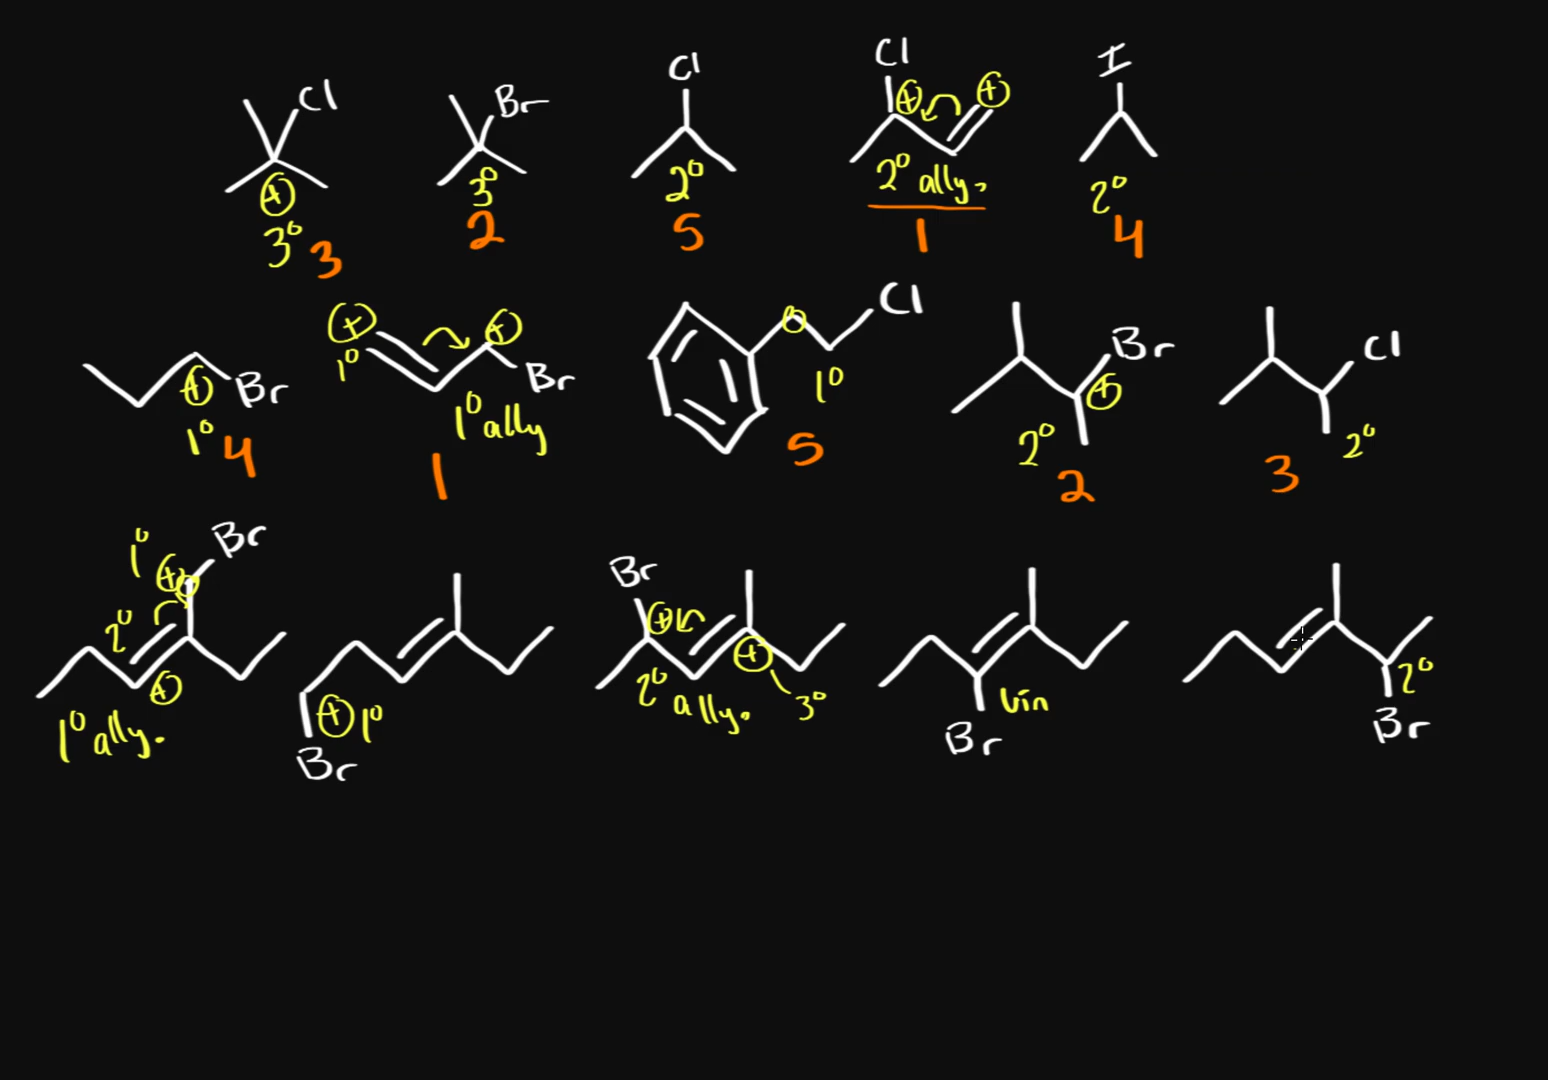 Cl Br Cl Cl ⊕ ⊕ I
⊕ 3° 2° 2° ally. 2°
3° 3 2 5 1 4
⊕ 1° ⊕ Cl Br Cl
⊕ Br Br 1° ⊕
1° 4 1° ally 5 2° 2°
1 2 3
1° ⊕ Br Br
2° ⊕ ⊕ ⊕ 2°
1° ally. ⊕ 1° 2° ally. 3° vin Br
Br Br